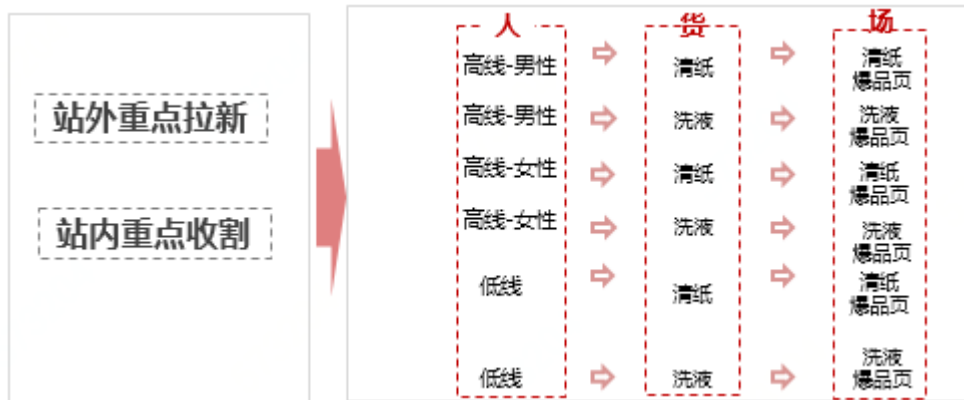 站外重点拉新
站内重点收割
人 货 场
高线-男性 清纸 清纸
爆品页
高线-男性 洗液 洗液
爆品页
高线-女性 清纸 清纸
爆品页
高线-女性 洗液 洗液
爆品页
低线 清纸 清纸
爆品页
低线 洗液 洗液
爆品页